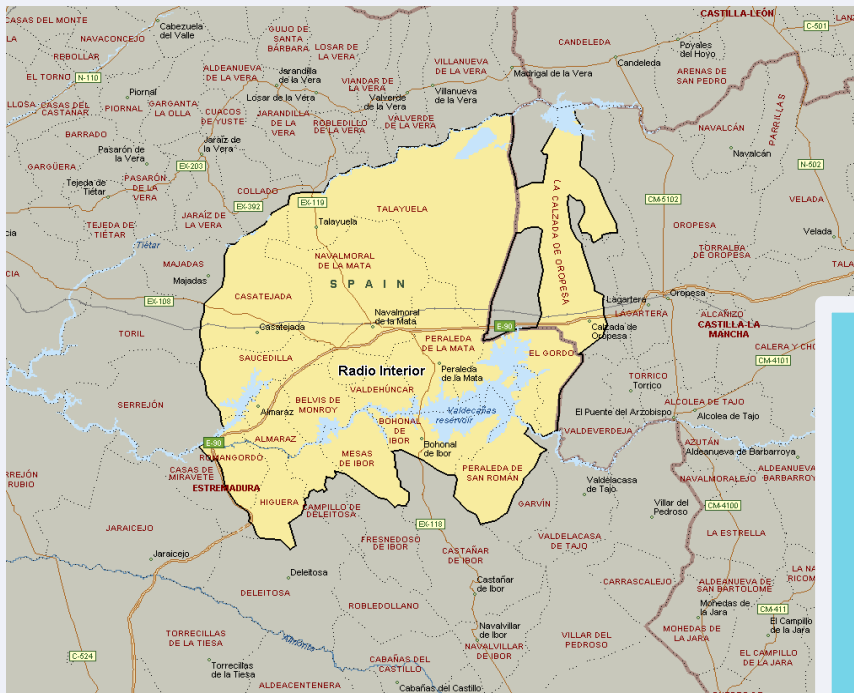 CASAS DEL MONTE
Cabezuela
del Valle
NAVACONCEJO
REBOLLAR
EL TORNO
N-110
Piornal
CASAS DEL
CASTAÑAR
PIORNAL
GARGANTA
LA OLLA
BARRADO
GARGÜERA
Pasarón de
la Vera
Tejeda de
Tiétar
PASARÓN
DE LA
VERA
TEJEDA DE
TIÉTAR
GUIJO DE
SANTA
BÁRBARA
LOSAR DE
LA VERA
ALDEANUEVA
DE LA VERA
Jarandilla
de la Vera
VIANDAR DE
LA VERA
Losar de la Vera
CUACOS
DE YUSTE
JARANDILLA
DE LA
VERA
ROBLEDILLO
DE LA
VERA
Valverde
de la Vera
VALVERDE
DE LA VERA
VILLANUEVA
DE LA VERA
Villanueva
de la Vera
Madrigal de la Vera
Jaraíz de
la Vera
EX-203
COLLADO
EX-392
EX-119
JARAÍZ DE
LA VERA
CANDELEDA
Candeleda
CASTILLA-LEÓN
C-501
Poyales
del Hoyo
ARENAS DE
SAN PEDRO
PARRILLAS
NAVALCÁN
Navalcán
N-502
VELADA
Velada
CM-5102
OROPESA
TORRALBA
DE OROPESA
Tiétar
MAJADAS
Majadas
EX-108
TORIL
SERREJÓN
TALAYUELA
Talayuela
NAVALMORAL
DE LA MATA
SPAIN
CASATEJADA
Casatejada
Navalmoral
de la Mata
LA CALZADA DE OROPESA
Lagartera
LAGARTERA
Oropesa
ALCAÑIZO
CASTILLA-LA
MANCHA
E-90
Calzada de
Oropesa
PERALEDA
DE LA MATA
EL GORDO
SAUCEDILLA
Radio Interior
Peraleda
de la Mata
VALDEHÚNCAR
BELVIS DE
MONROY
Almaraz
ALMARAZ
BOHONAL
DE
IBOR
Valdecañas
reservoir
Bohonal
de Ibor
MESAS
DE IBOR
PERALEDA DE
SAN ROMÁN
E-90
ROMANGORDO
CASAS DE
MIRAVETE
ESTREMADURA
HIGUERA
CAMPILLO DE
DELEITOSA
CM-4101
TORRICO
Torrico
El Puente del Arzobispo
ALCOLEA DE TAJO
Alcolea de Tajo
VALDEVERDEJA
AZUTÁN
Aldeanueva de Barbarroya
Valdelacasa
de Tajo
NAVALMORALEJO
CM-4100
Villar del
Pedroso
LA ESTRELLA
GARVÍN
VALDELACASA
DE TAJO
EX-118
FRESNEDOSO
DE IBOR
CASTAÑAR
DE IBOR
Castañar
de Ibor
CARRASCALEJO
ALDEANUEVA DE
SAN BARTOLOME
Mohedas de
la Jara
CM-411
El Campillo
de la Jara
MOHEDAS DE
LA JARA
EL CAMPILLO
DE LA JARA
JARAICEJO
Jaraicejo
Deleitosa
DELEITOSA
ROBLEDOLLANO
Navalvillar
de Ibor
NAVALVILLAR
DE IBOR
VILLAR DEL
PEDROSO
TORRECILLAS
DE LA TIESA
Almonte
C-524
Torrecillas
de la Tiesa
CABAÑAS DEL
CASTILLO
Cabañas del Castillo
ALDEACENTENERA